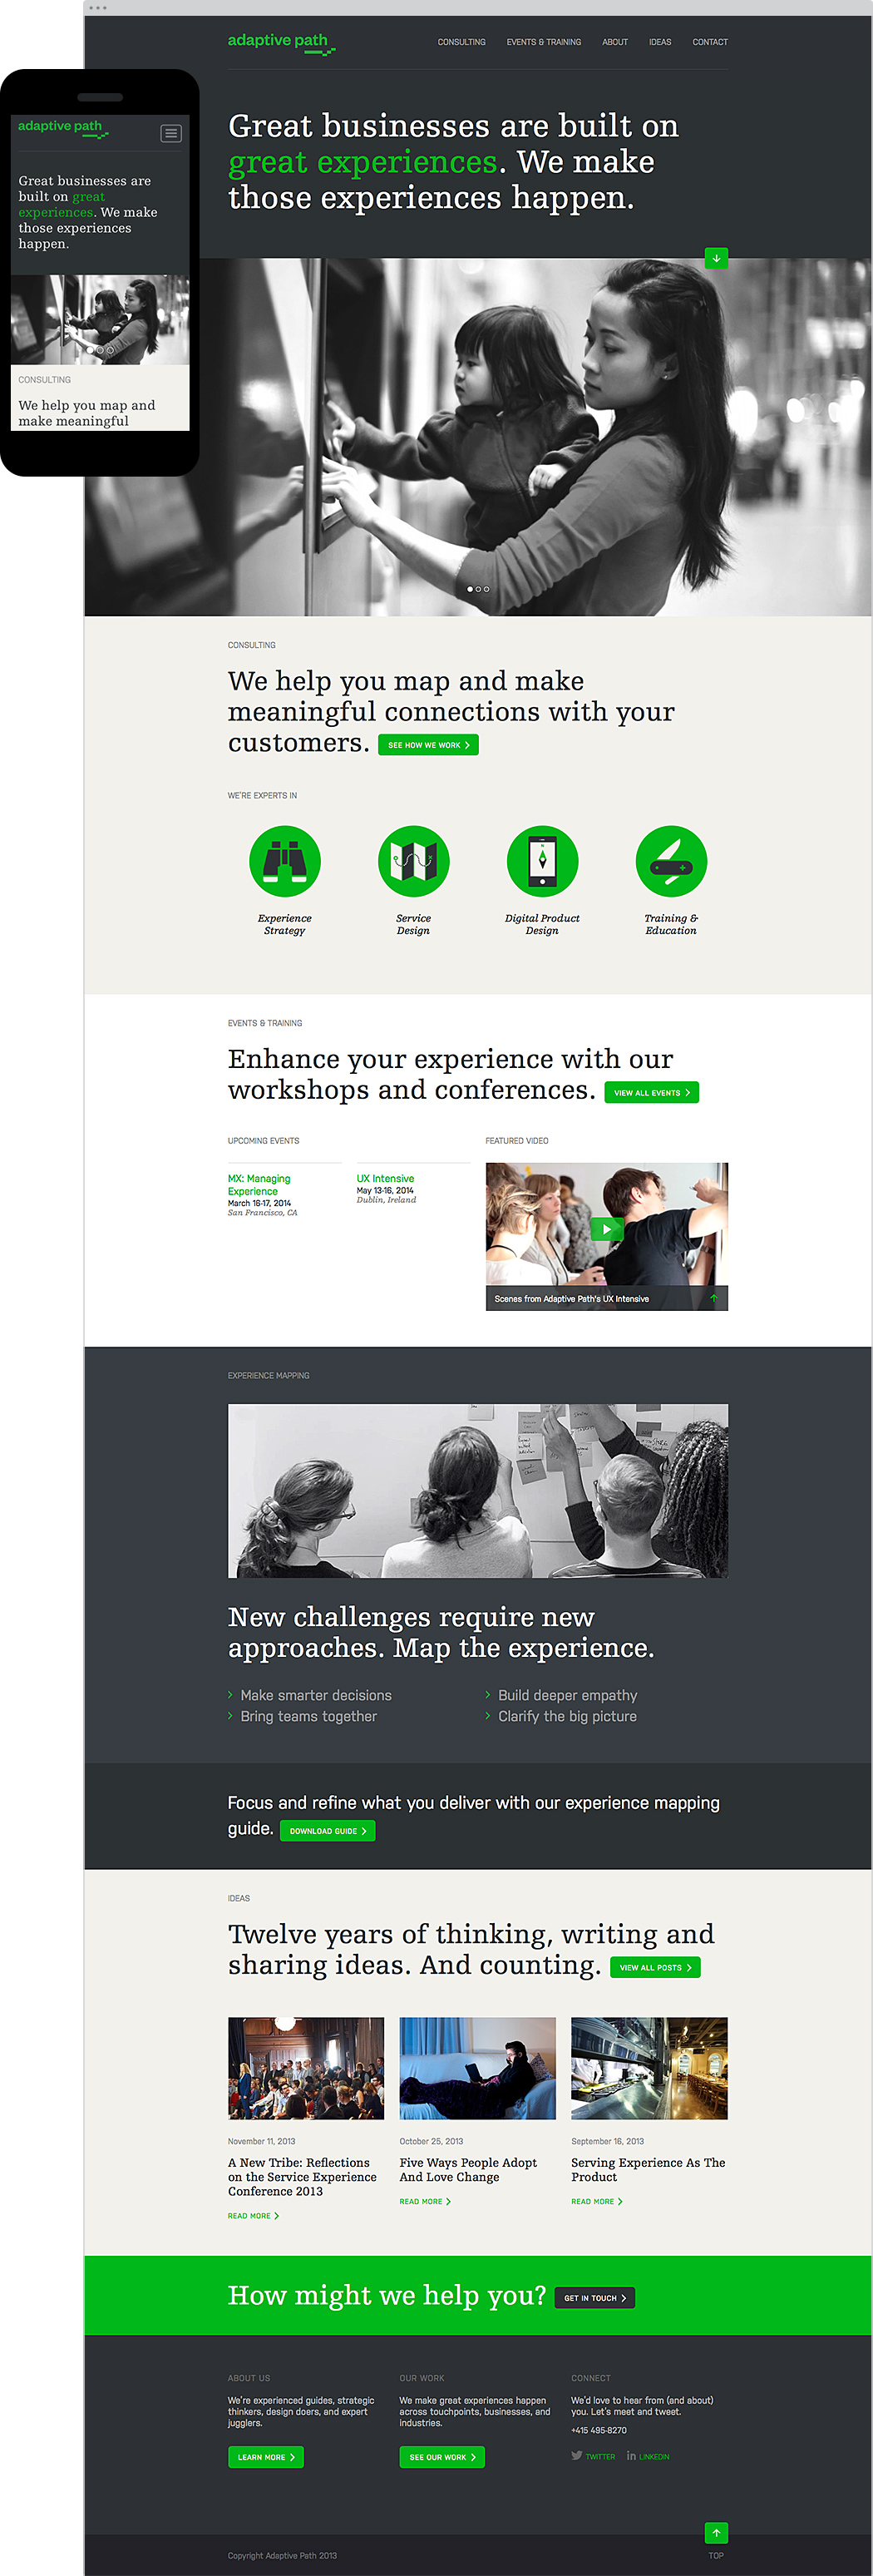 adaptive path
CONSULTING
EVENTS & TRAINING
ABOUT
IDEAS
CONTACT
Great businesses are built on
great experiences. We make
those experiences happen.
adaptive path
Great businesses are
built on great
experiences. We make
those experiences
happen.
CONSULTING
We help you map and
make meaningful
CONSULTING
We help you map and make
meaningful connections with your
customers. SEE HOW WE WORK
WE'RE EXPERTS IN
Experience
Strategy
Service
Design
Digital Product
Design
Training &
Education
EVENTS & TRAINING
Enhance your experience with our
workshops and conferences. VIEW ALL EVENTS
UPCOMING EVENTS
MX: Managing
Experience
March 16-17, 2014
San Francisco, CA
UX Intensive
May 13-16, 2014
Dublin, Ireland
FEATURED VIDEO
Scenes from Adaptive Path's UX Intensive
EXPERIENCE MAPPING
New challenges require new
approaches. Map the experience.
Make smarter decisions
Bring teams together
Build deeper empathy
Clarify the big picture
Focus and refine what you deliver with our experience mapping
guide. DOWNLOAD GUIDE
IDEAS
Twelve years of thinking, writing and
sharing ideas. And counting. VIEW ALL POSTS
November 11, 2013
A New Tribe: Reflections
on the Service Experience
Conference 2013
READ MORE
October 25, 2013
Five Ways People Adopt
And Love Change
READ MORE
September 16, 2013
Serving Experience As The
Product
READ MORE
How might we help you? GET IN TOUCH
ABOUT US
We're experienced guides, strategic
thinkers, design doers, and expert
jugglers.
LEARN MORE
OUR WORK
We make great experiences happen
across touchpoints, businesses, and
industries.
SEE OUR WORK
CONNECT
We'd love to hear from (and about)
you. Let's meet and tweet.
+415 495-8270
TWITTER
in LINKEDIN
Copyright Adaptive Path 2013
TOP